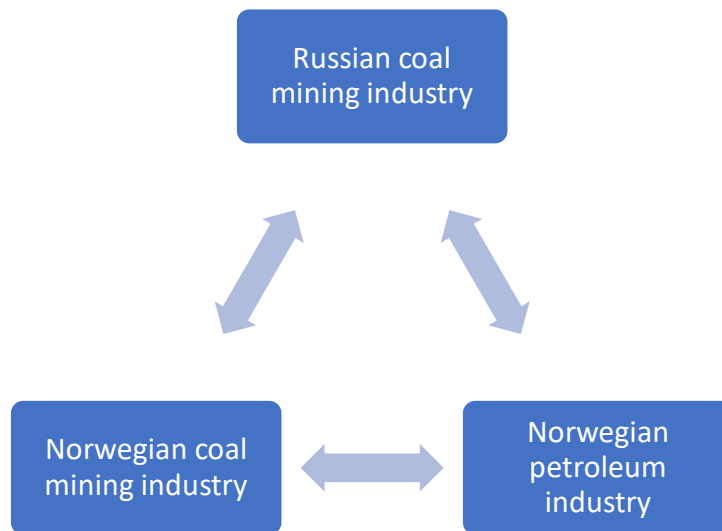 Russian coal
mining industry
Norwegian coal
mining industry
Norwegian
petroleum
industry